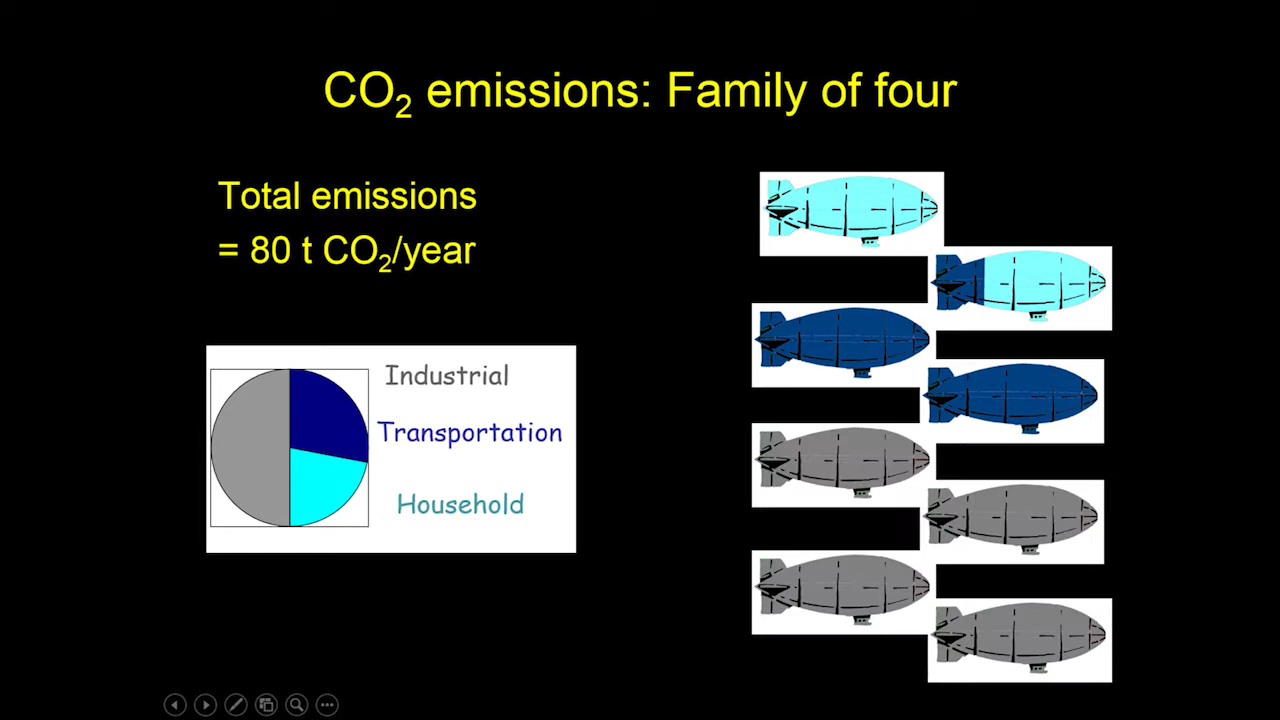 CO₂ emissions: Family of four
Total emissions
= 80 t CO₂/year
Industrial
Transportation
Household